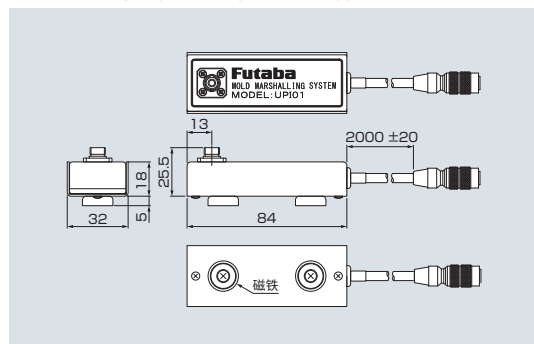 Futaba
MOLD MARSHALLING SYSTEM
MODEL:UPI01
13
2000 ±20
25.5
18
5
32
84
磁铁